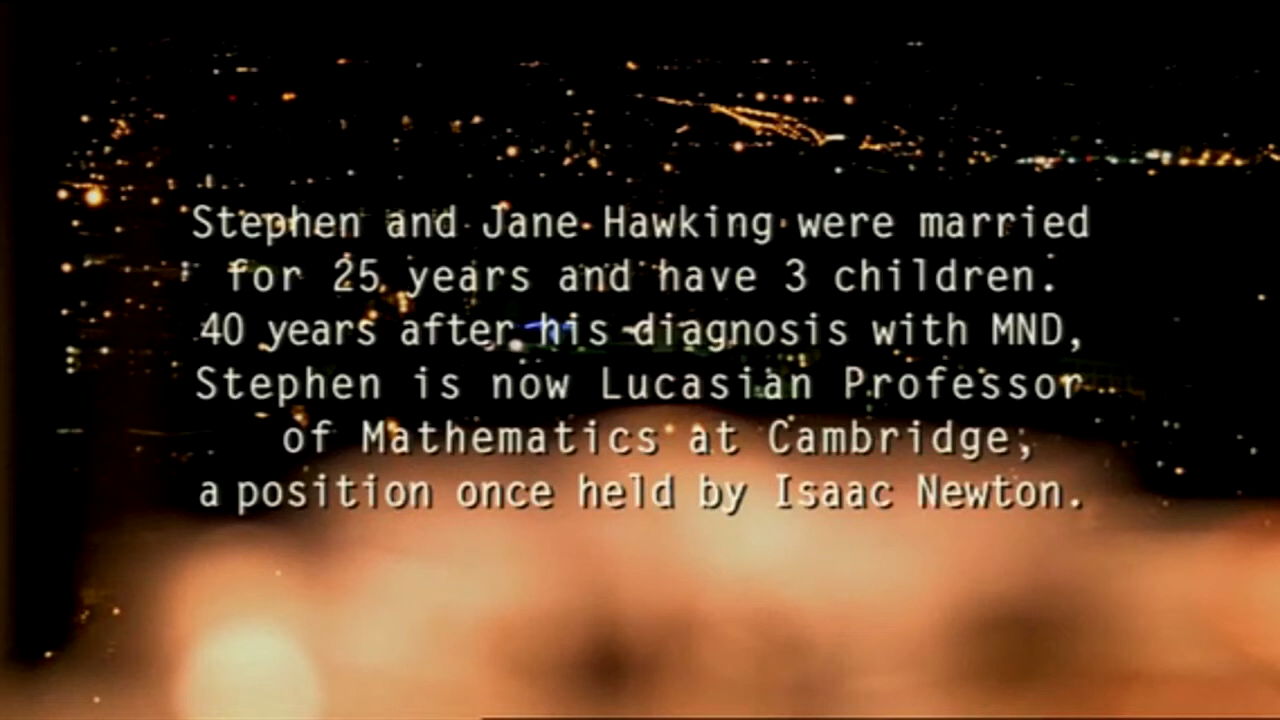 Stephen and Jane Hawking were married
for 25 years and have 3 children.
40 years after his diagnosis with MND,
Stephen is now Lucasian Professor
of Mathematics at Cambridge,
a position once held by Isaac Newton.